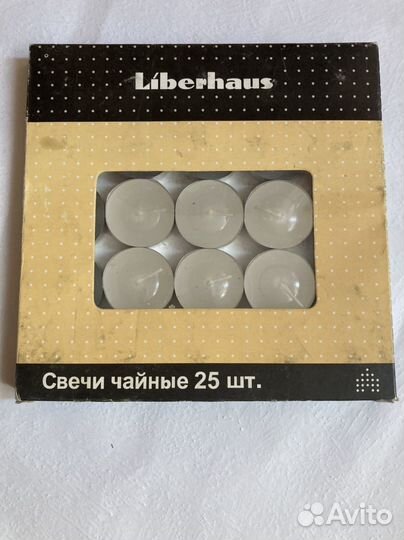 Liberhaus
Свечи чайные 25 шт.
Avito